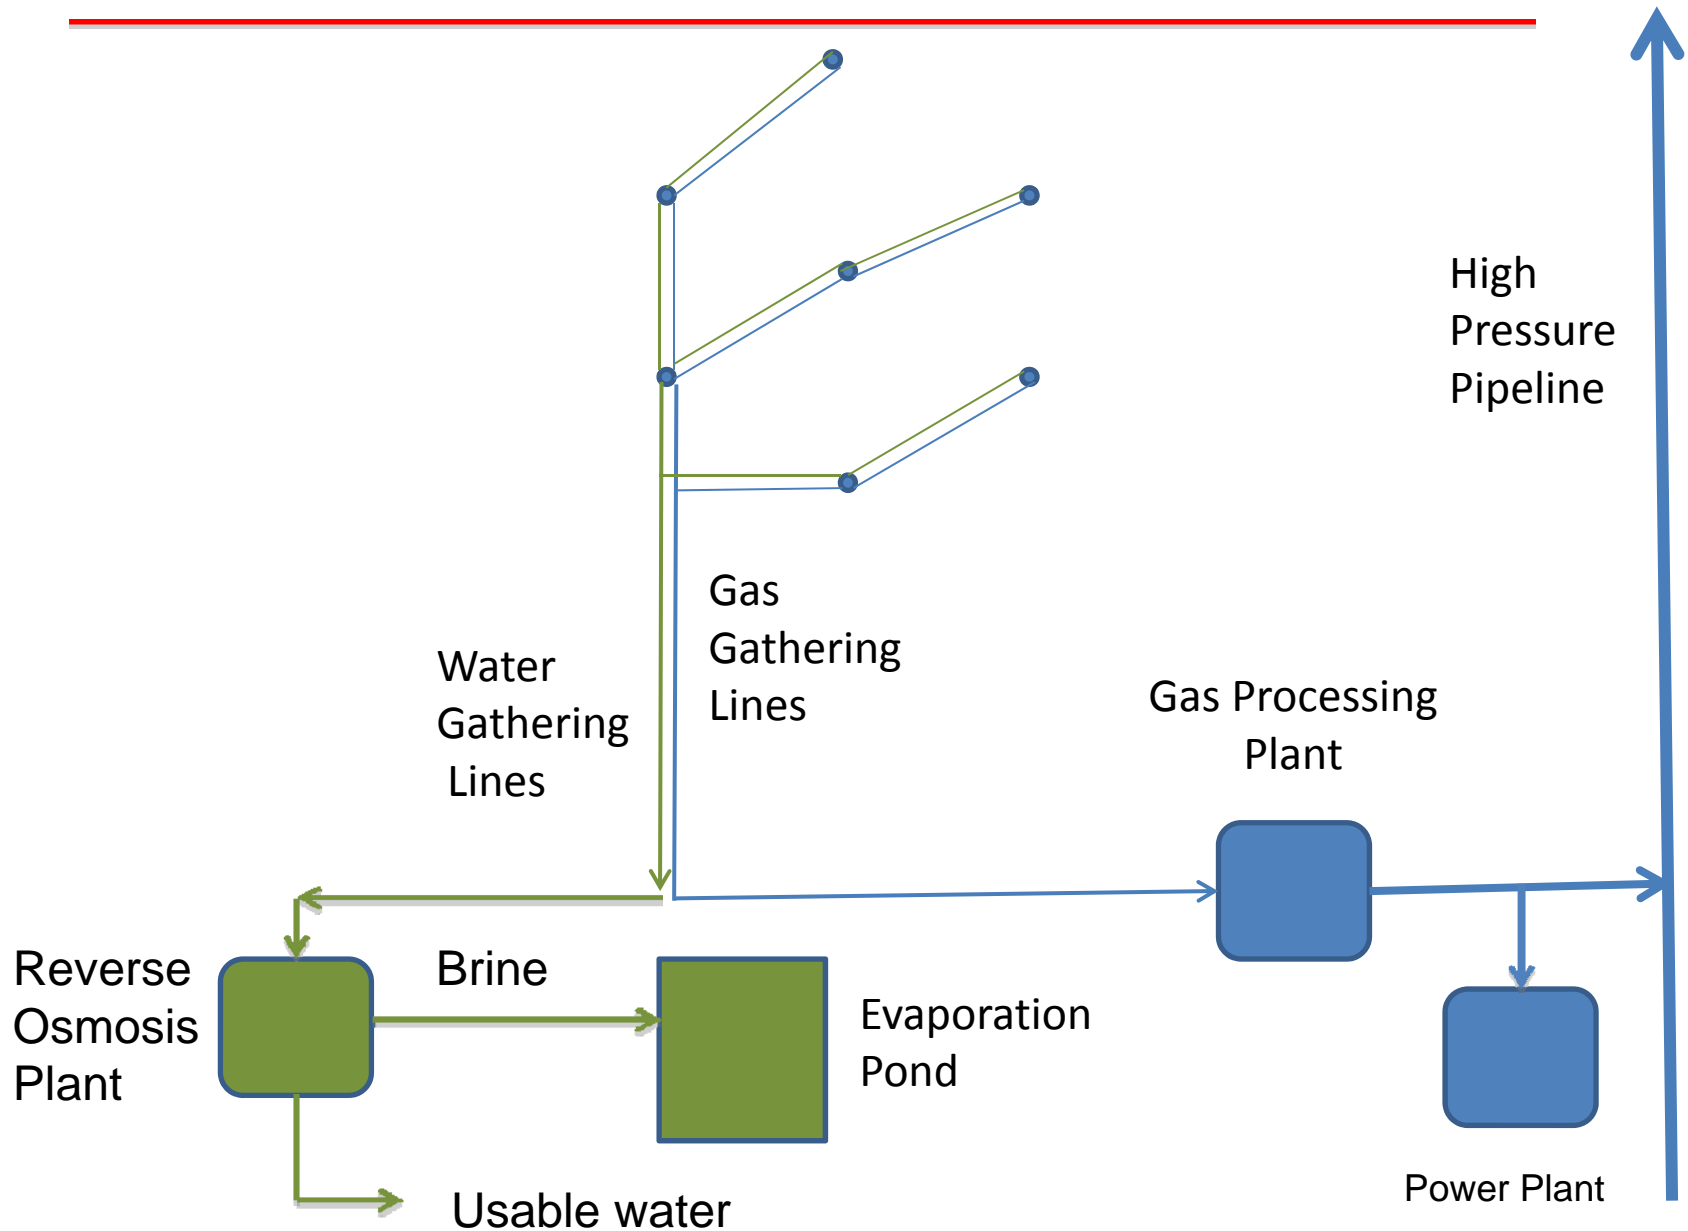 High
Pressure
Pipeline
Gas
Gathering
Lines
Water
Gathering
Lines
Gas Processing
Plant
Reverse
Osmosis
Plant
Brine
Evaporation
Pond
Power Plant
Usable water